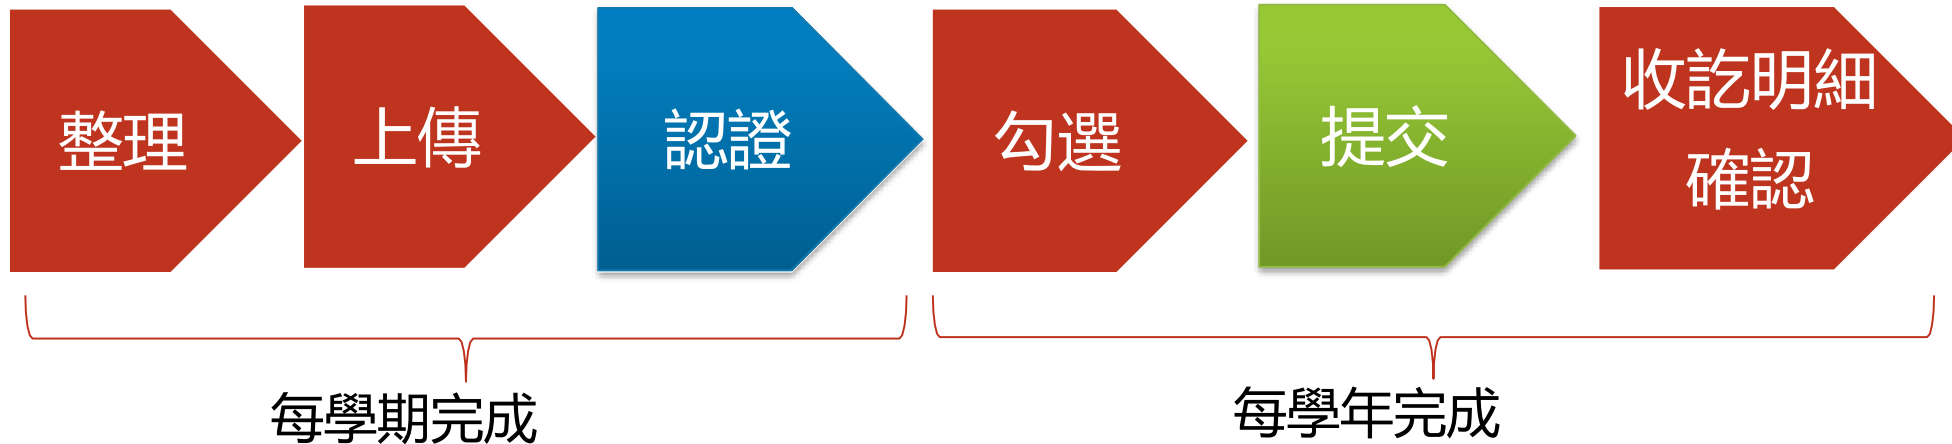 整理
上傳
認證
勾選
提交
收訖明細
確認
每學期完成
每學年完成